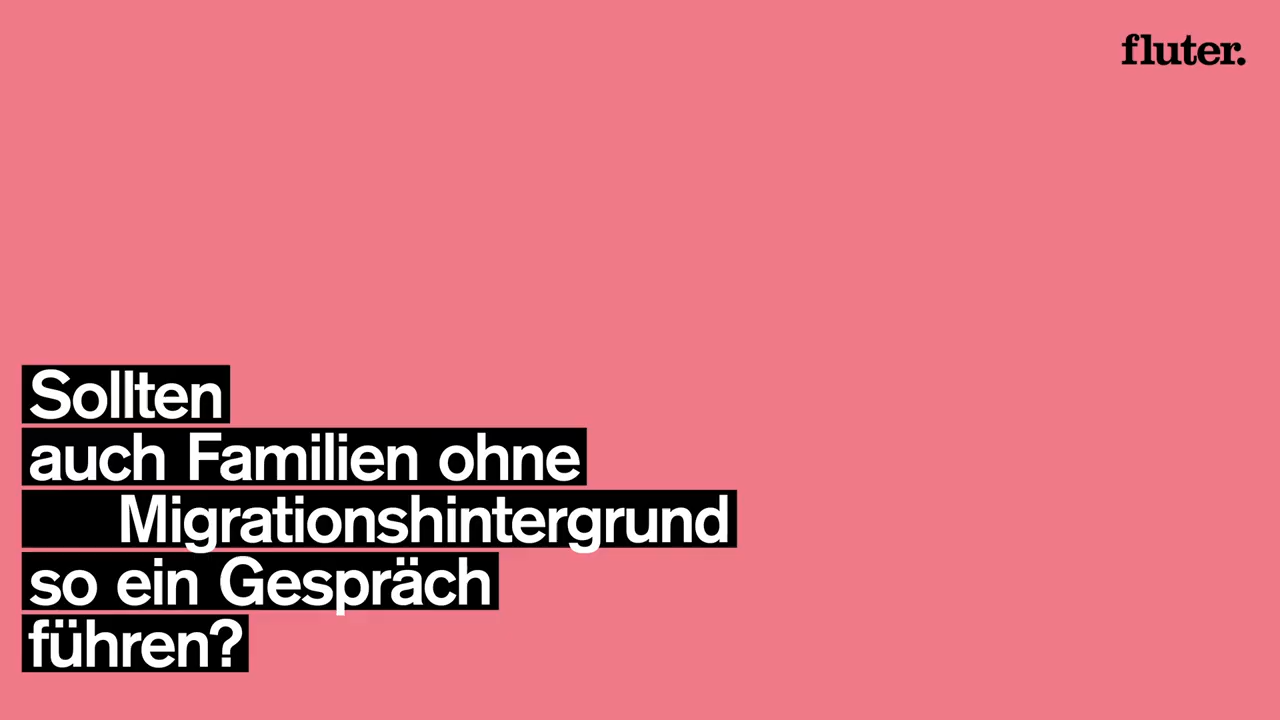 fluter.
Sollten
auch Familien ohne
Migrationshintergrund
so ein Gespräch
führen?